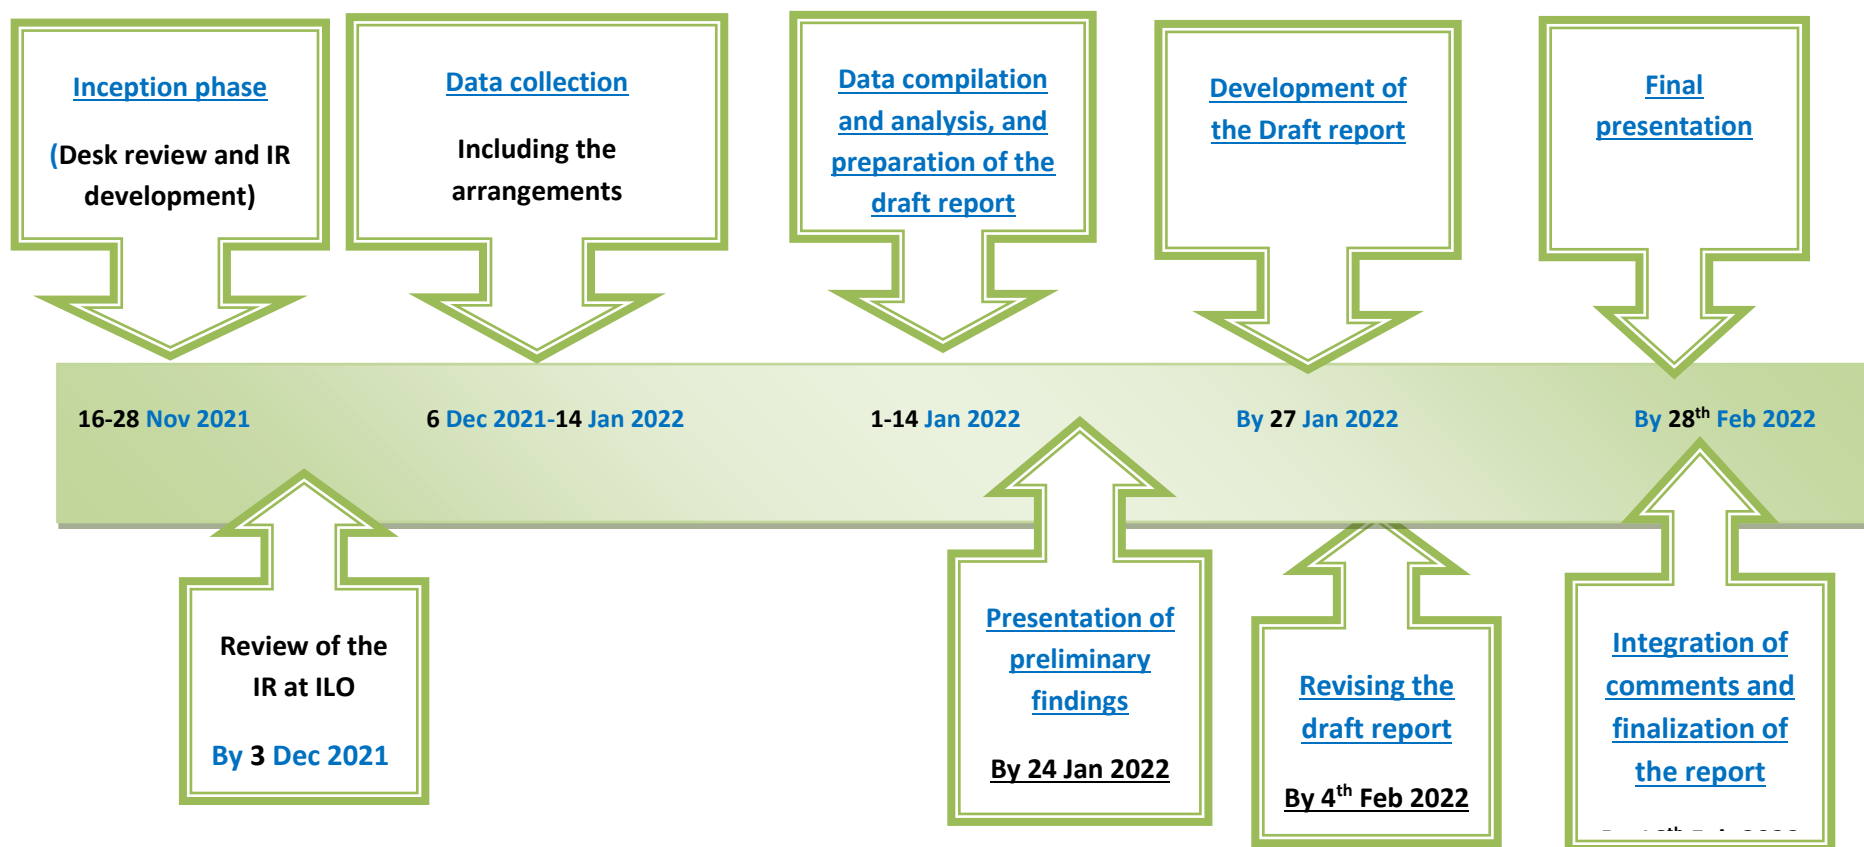 Inception phase
(Desk review and IR
development)
Data collection
Including the
arrangements
Data compilation
and analysis, and
preparation of the
draft report
Development of
the Draft report
Final
presentation
16-28 Nov 2021
6 Dec 2021-14 Jan 2022
1-14 Jan 2022
By 27 Jan 2022
By 28th Feb 2022
Review of the
IR at ILO
By 3 Dec 2021
Presentation of
preliminary
findings
By 24 Jan 2022
Revising the
draft report
By 4th Feb 2022
Integration of
comments and
finalization of
the report